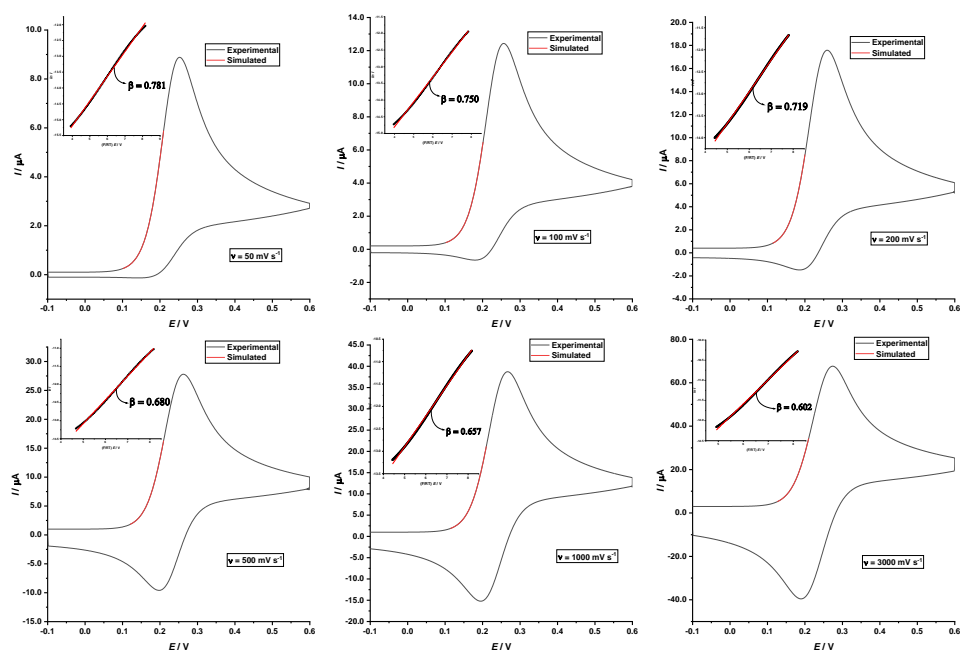 10.0
8.0
6.0
4.0
2.0
0.0
-0.1 0.0 0.1 0.2 0.3 0.4 0.5 0.6
I / µA
E / V
Experimental
Simulated
β = 0.781
(F/RT) E / V
ν = 50 mV s⁻¹
14.0
12.0
10.0
8.0
6.0
4.0
2.0
0.0
-2.0
-0.1 0.0 0.1 0.2 0.3 0.4 0.5 0.6
I / µA
E / V
Experimental
Simulated
β = 0.750
(F/RT) E / V
ν = 100 mV s⁻¹
20.0
18.0
16.0
14.0
12.0
10.0
8.0
6.0
4.0
2.0
0.0
-2.0
-4.0
-0.1 0.0 0.1 0.2 0.3 0.4 0.5 0.6
I / µA
E / V
Experimental
Simulated
β = 0.719
(F/RT) E / V
ν = 200 mV s⁻¹
30.0
25.0
20.0
15.0
10.0
5.0
0.0
-5.0
-10.0
-15.0
-0.1 0.0 0.1 0.2 0.3 0.4 0.5 0.6
I / µA
E / V
Experimental
Simulated
β = 0.680
(F/RT) E / V
ν = 500 mV s⁻¹
45.0
40.0
35.0
30.0
25.0
20.0
15.0
10.0
5.0
0.0
-5.0
-10.0
-15.0
-20.0
-0.1 0.0 0.1 0.2 0.3 0.4 0.5 0.6
I / µA
E / V
Experimental
Simulated
β = 0.657
(F/RT) E / V
ν = 1000 mV s⁻¹
80.0
60.0
40.0
20.0
0.0
-20.0
-40.0
-60.0
-0.1 0.0 0.1 0.2 0.3 0.4 0.5 0.6
I / µA
E / V
Experimental
Simulated
β = 0.602
(F/RT) E / V
ν = 3000 mV s⁻¹